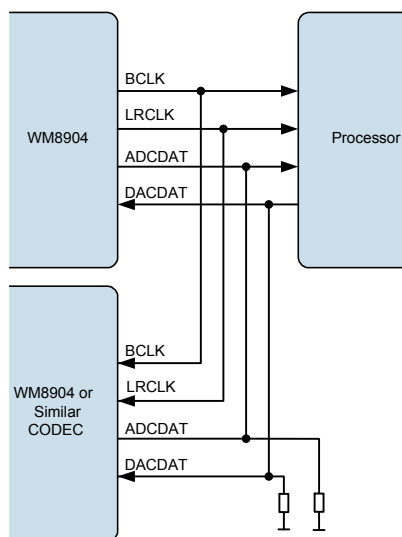 BCLK
LRCLK
WM8904
Processor
ADCDAT
DACDAT
BCLK
LRCLK
WM8904 or
Similar
CODEC
ADCDAT
DACDAT